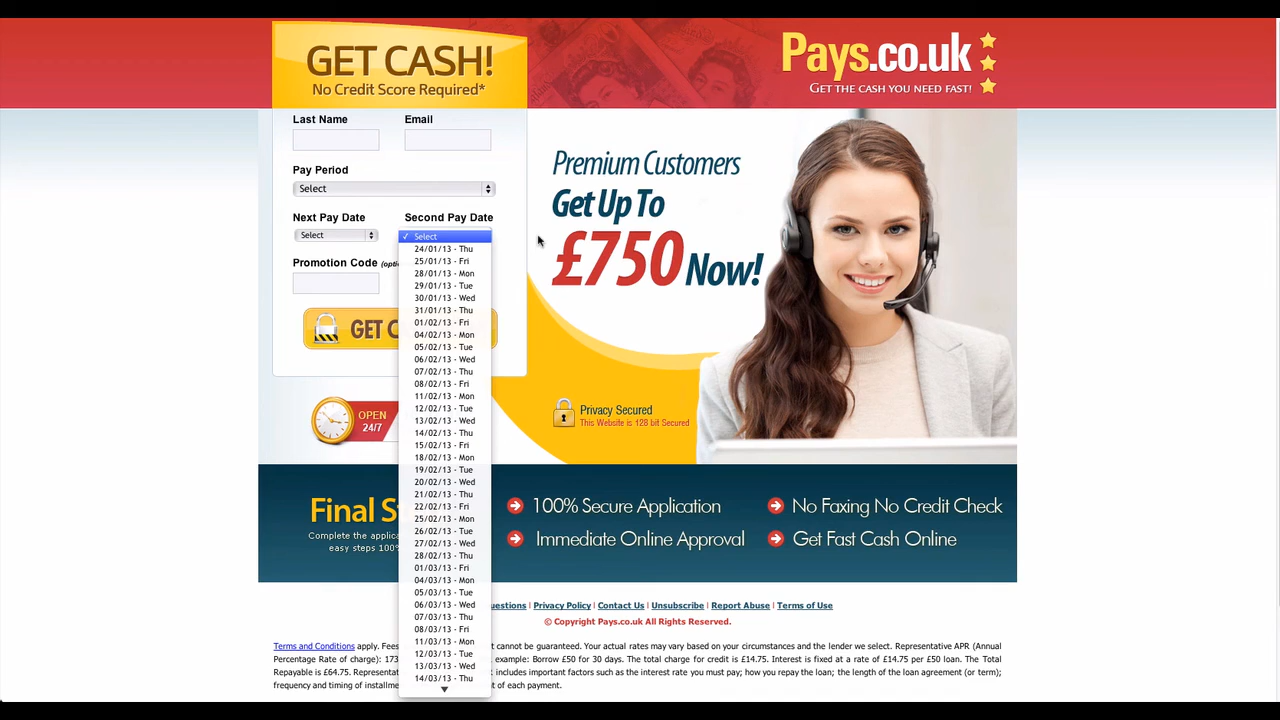 GET CASH!
No Credit Score Required*
Pays.co.uk
GET THE CASH YOU NEED FAST!
Last Name
Email
Pay Period
Select
Next Pay Date
Second Pay Date
Select
✓ Select
24/01/13 - Thu
25/01/13 - Fri
28/01/13 - Mon
29/01/13 - Tue
30/01/13 - Wed
31/01/13 - Thu
01/02/13 - Fri
04/02/13 - Mon
05/02/13 - Tue
06/02/13 - Wed
07/02/13 - Thu
08/02/13 - Fri
11/02/13 - Mon
12/02/13 - Tue
13/02/13 - Wed
14/02/13 - Thu
15/02/13 - Fri
18/02/13 - Mon
19/02/13 - Tue
20/02/13 - Wed
21/02/13 - Thu
22/02/13 - Fri
25/02/13 - Mon
26/02/13 - Tue
27/02/13 - Wed
28/02/13 - Thu
01/03/13 - Fri
04/03/13 - Mon
05/03/13 - Tue
06/03/13 - Wed
07/03/13 - Thu
08/03/13 - Fri
11/03/13 - Mon
12/03/13 - Tue
13/03/13 - Wed
14/03/13 - Thu
Promotion Code
GET C
Premium Customers
Get Up To
£750 Now!
OPEN
24/7
Privacy Secured
This Website is 128 bit Secured
Final S
Complete the applic
easy steps 100%
100% Secure Application
No Faxing No Credit Check
Immediate Online Approval
Get Fast Cash Online
uestions | Privacy Policy | Contact Us | Unsubscribe | Report Abuse | Terms of Use
© Copyright Pays.co.uk All Rights Reserved.
Terms and Conditions apply. Fees cannot be guaranteed. Your actual rates may vary based on your circumstances and the lender we select. Representative APR (Annual
Percentage Rate of charge): 173 example: Borrow £50 for 30 days. The total charge for credit is £14.75. Interest is fixed at a rate of £14.75 per £50 loan. The Total
Repayable is £64.75. Representat includes important factors such as the interest rate you must pay; how you repay the loan; the length of the loan agreement (or term);
frequency and timing of installme t of each payment.